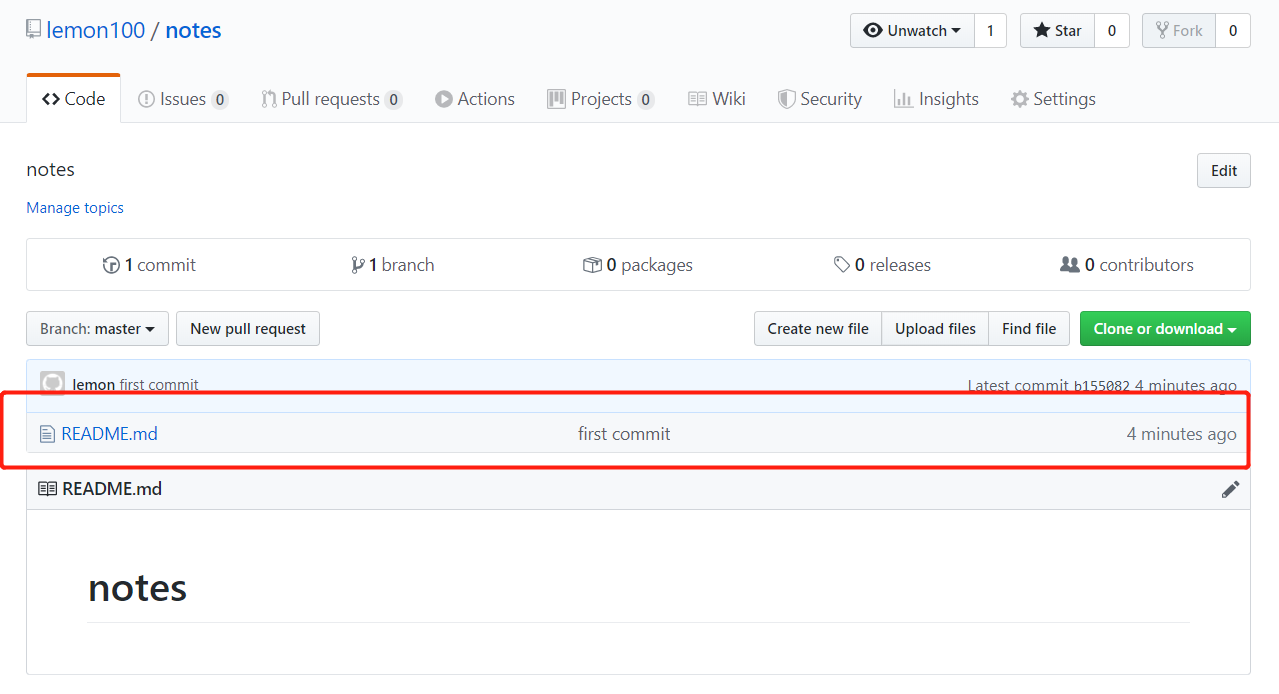 lemon100 / notes
Unwatch 1 Star 0 Fork 0
Code Issues 0 Pull requests 0 Actions Projects 0 Wiki Security Insights Settings
notes
Edit
Manage topics
1 commit 1 branch 0 packages 0 releases 0 contributors
Branch: master New pull request Create new file Upload files Find file Clone or download
lemon first commit Latest commit b155082 4 minutes ago
README.md first commit 4 minutes ago
README.md
notes